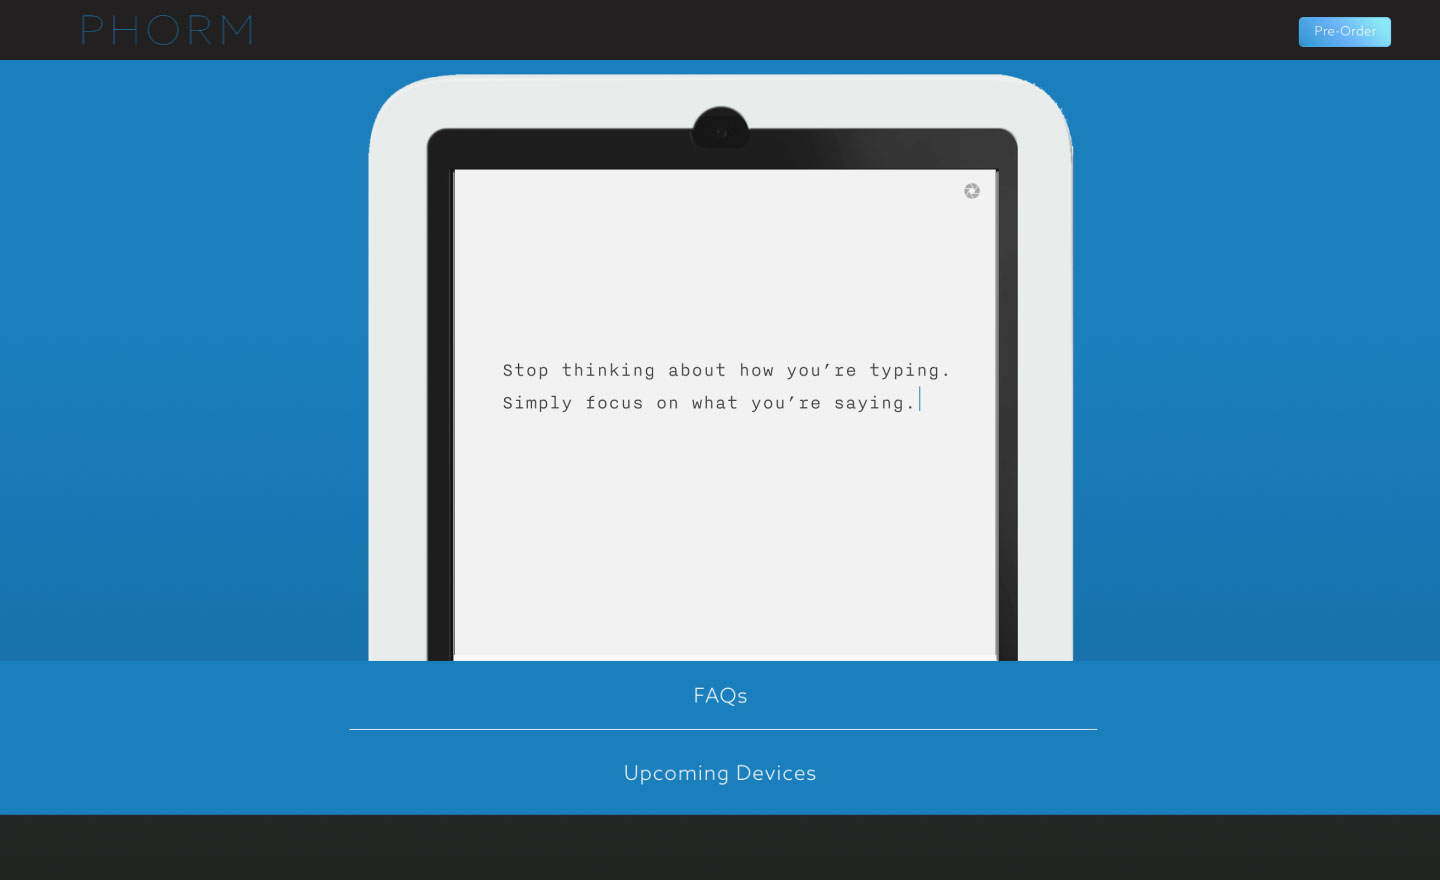 PHORM
Pre-Order
Stop thinking about how you’re typing.
Simply focus on what you’re saying.
FAQs
Upcoming Devices